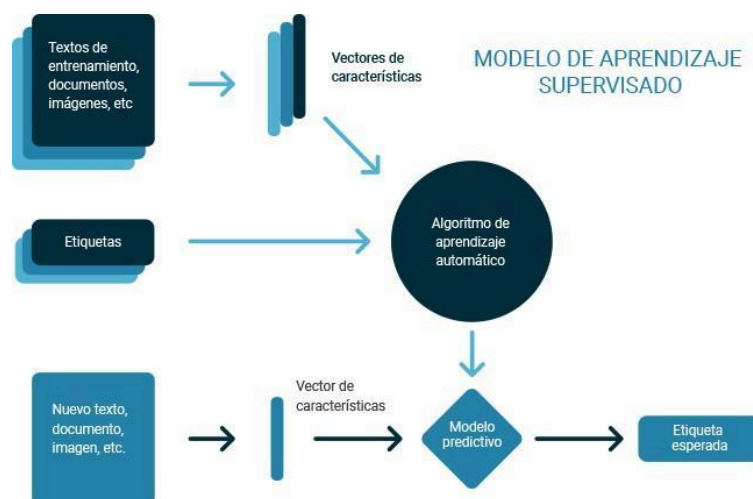 Textos de
entrenamiento,
documentos,
imágenes, etc
Vectores de
característicás
MODELO DE APRENDIZAJE
SUPERVISADO
Etiquetas
Algoritmo de
aprendizaje
automático
Nuevo texto,
documento,
imagen, etc.
Vector de
características
Modelo
predictivo
Etiqueta
esperada